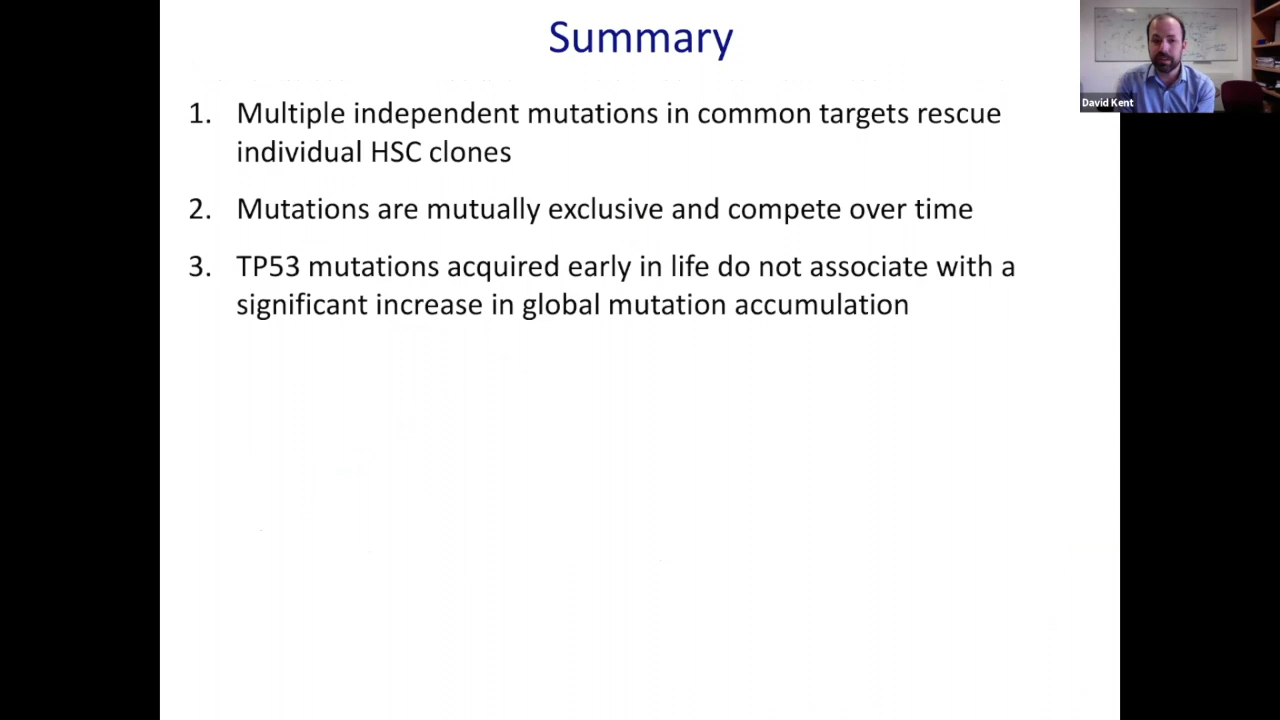 Summary
1. Multiple independent mutations in common targets rescue
individual HSC clones
2. Mutations are mutually exclusive and compete over time
3. TP53 mutations acquired early in life do not associate with a
significant increase in global mutation accumulation
David Kent